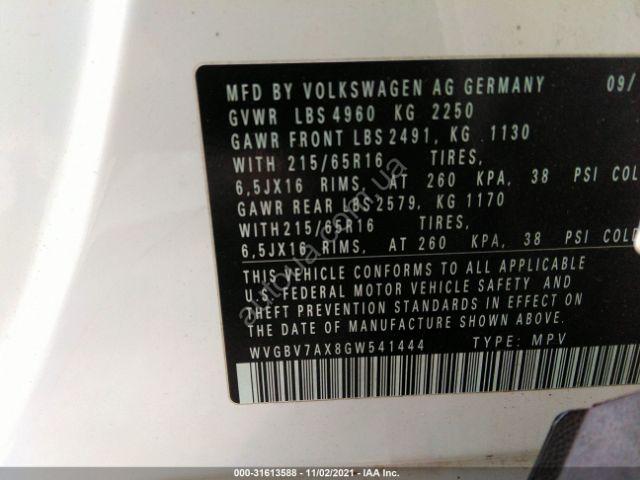 MFD BY VOLKSWAGEN AG GERMANY 09/
GVWR LBS 4960 KG 2250
GAWR FRONT LBS 2491, KG 1130
WITH 215/65R16 TIRES,
6,5JX16 RIMS, AT 260 KPA, 38 PSI COL
GAWR REAR LBS 2579, KG 1170
WITH 215/65R16 TIRES,
6,5JX16 RIMS, AT 260 KPA, 38 PSI COLD
THIS VEHICLE CONFORMS TO ALL APPLICABLE
U.S. FEDERAL MOTOR VEHICLE SAFETY AND
THEFT PREVENTION STANDARDS IN EFFECT ON
THE DATE OF MANUFACTURE SHOWN ABOVE.
WVGBV7AX8GW541444 TYPE: MPV
000-31613588 - 11/02/2021 - IAA Inc.